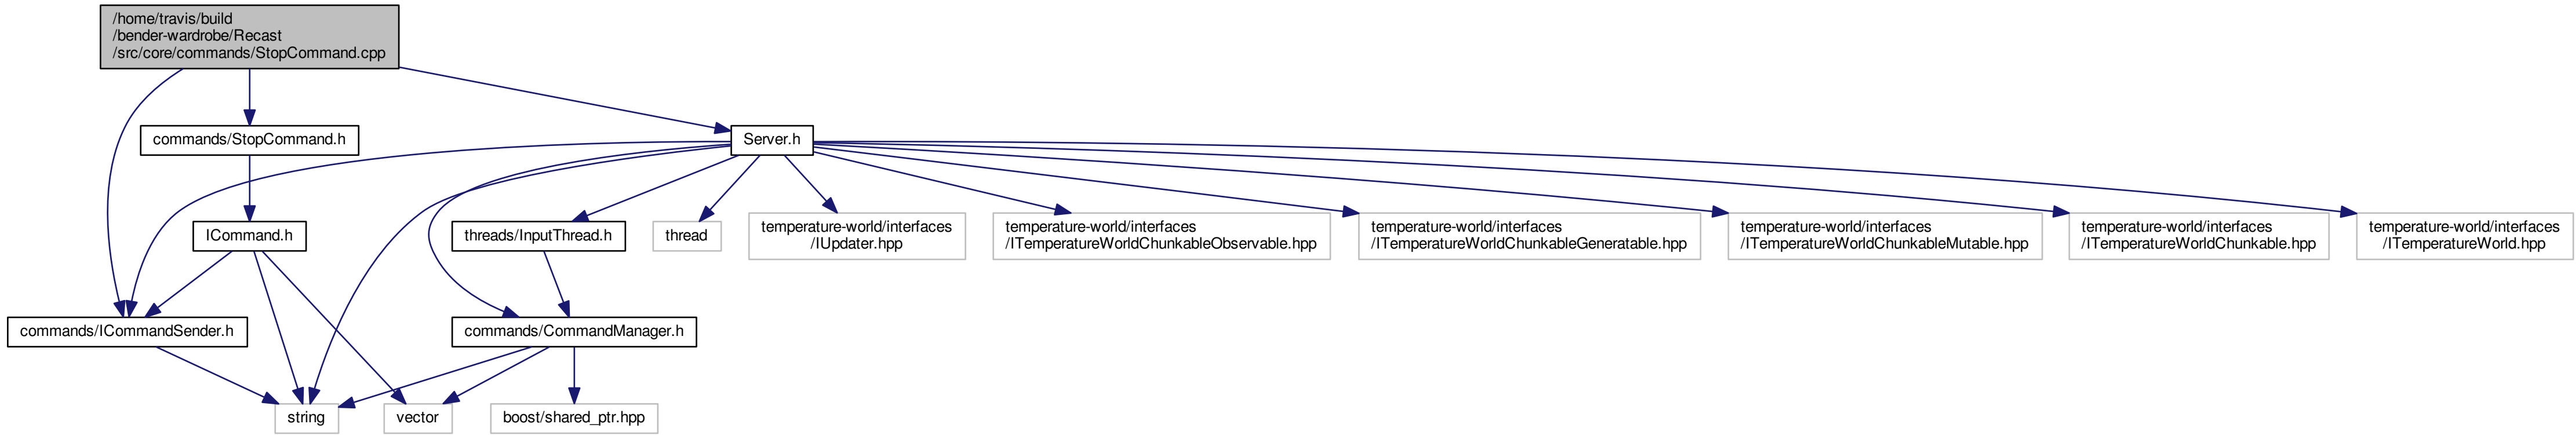 /home/travis/build
/bender-wardrobe/Recast
/src/core/commands/StopCommand.cpp
commands/StopCommand.h
Server.h
ICommand.h
threads/InputThread.h
thread
temperature-world/interfaces
/IUpdater.hpp
temperature-world/interfaces
/ITemperatureWorldChunkableObservable.hpp
temperature-world/interfaces
/ITemperatureWorldChunkableGeneratable.hpp
temperature-world/interfaces
/ITemperatureWorldChunkableMutable.hpp
temperature-world/interfaces
/ITemperatureWorldChunkable.hpp
temperature-world/interfaces
/ITemperatureWorld.hpp
commands/ICommandSender.h
commands/CommandManager.h
string
vector
boost/shared_ptr.hpp